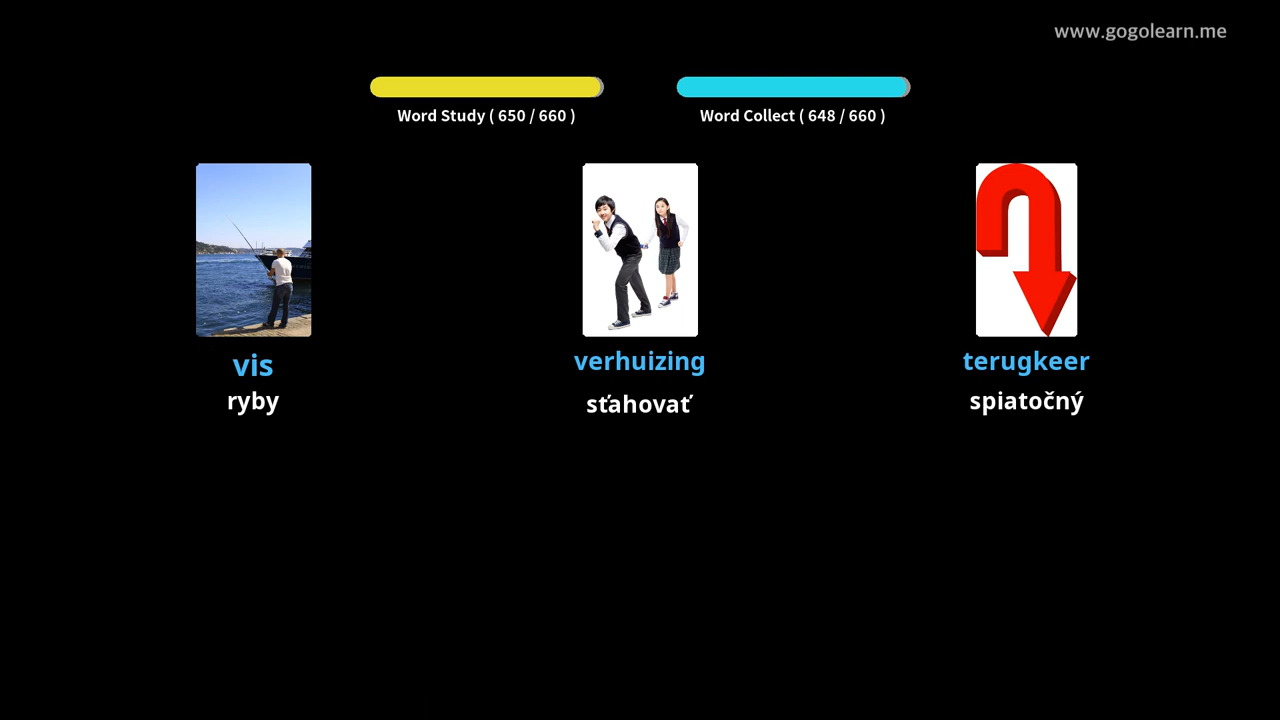 www.gogolearn.me
Word Study ( 650 / 660 )
Word Collect ( 648 / 660 )
vis
verhuizing
terugkeer
ryby
sťahovať
spiatočný